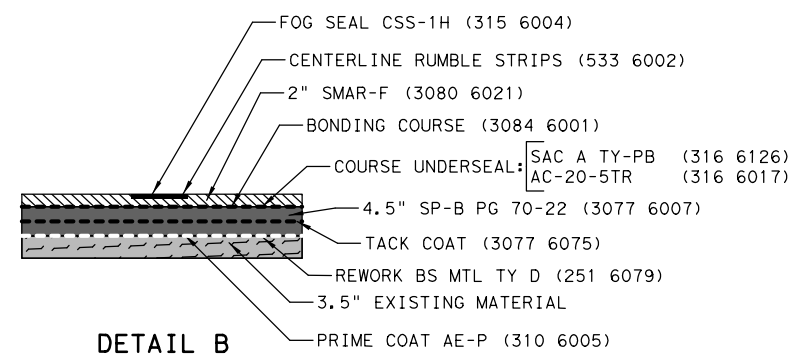 FOG SEAL CSS-1H (315 6004)
CENTERLINE RUMBLE STRIPS (533 6002)
2" SMAR-F (3080 6021)
BONDING COURSE (3084 6001)
COURSE UNDERSEAL: SAC A TY-PB (316 6126)
AC-20-5TR (316 6017)
4.5" SP-B PG 70-22 (3077 6007)
TACK COAT (3077 6075)
REWORK BS MTL TY D (251 6079)
3.5" EXISTING MATERIAL
PRIME COAT AE-P (310 6005)
DETAIL B